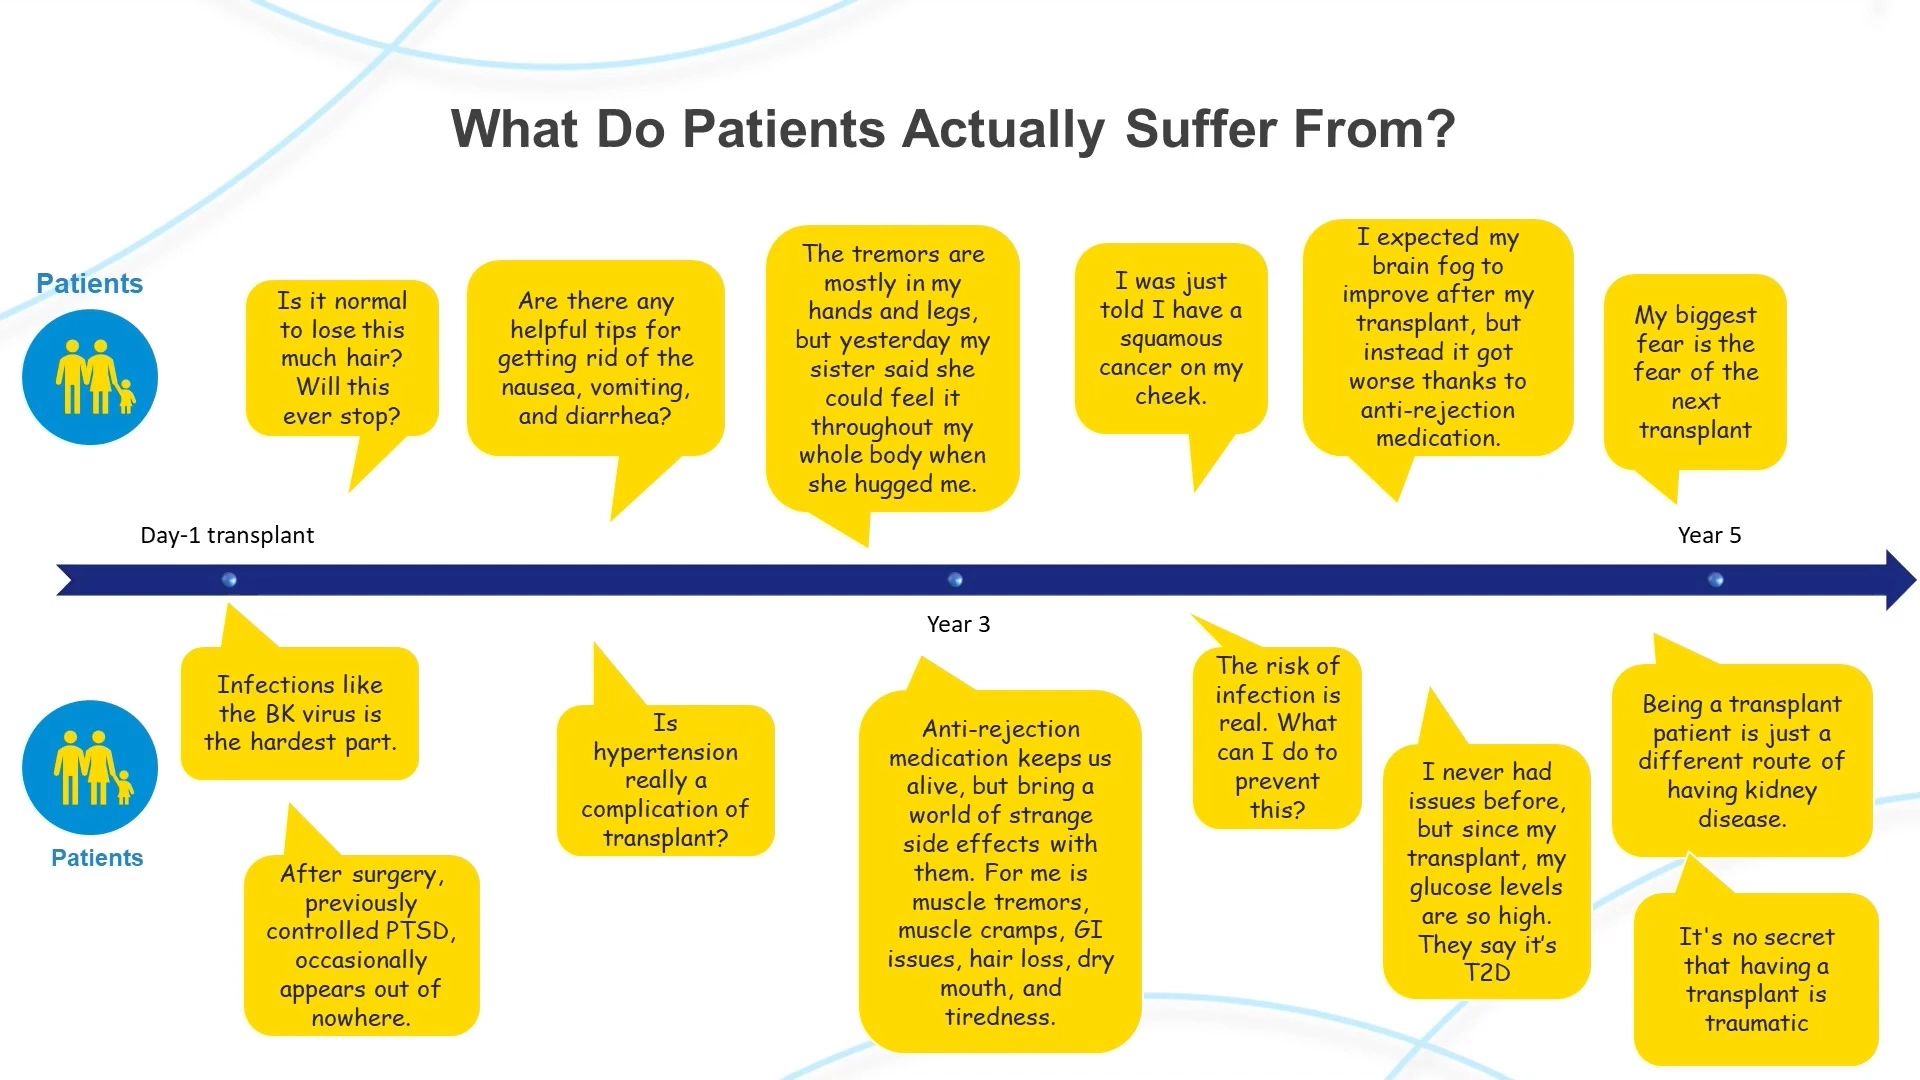 What Do Patients Actually Suffer From?
Patients
Is it normal
to lose this
much hair?
Will this
ever stop?
Are there any
helpful tips for
getting rid of the
nausea, vomiting,
and diarrhea?
The tremors are
mostly in my
hands and legs,
but yesterday my
sister said she
could feel it
throughout my
whole body when
she hugged me.
I was just
told I have a
squamous
cancer on my
cheek.
I expected my
brain fog to
improve after my
transplant, but
instead it got
worse thanks to
anti-rejection
medication.
My biggest
fear is the
fear of the
next
transplant
Day-1 transplant
Year 5
Year 3
Infections like
the BK virus is
the hardest part.
After surgery,
previously
controlled PTSD,
occasionally
appears out of
nowhere.
Is
hypertension
really a
complication of
transplant?
Anti-rejection
medication keeps us
alive, but bring a
world of strange
side effects with
them. For me is
muscle tremors,
muscle cramps, GI
issues, hair loss, dry
mouth, and
tiredness.
The risk of
infection is
real. What
can I do to
prevent
this?
I never had
issues before,
but since my
transplant, my
glucose levels
are so high.
They say it’s
T2D
Being a transplant
patient is just a
different route of
having kidney
disease.
It's no secret
that having a
transplant is
traumatic
Patients